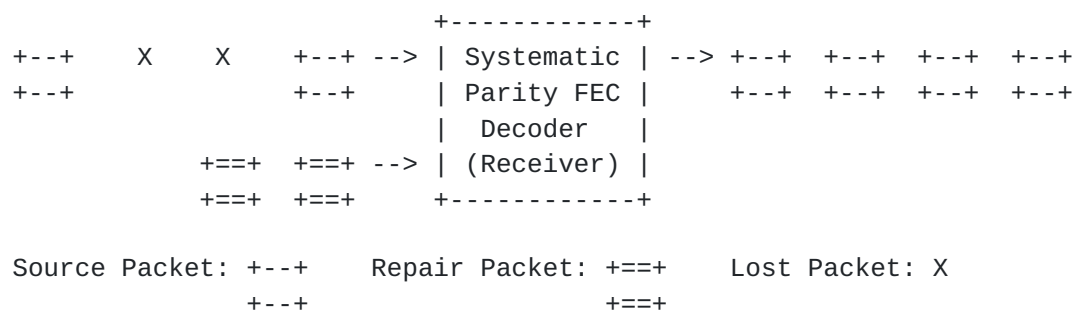 +------------+
+--+    X    X    +--+ --> | Systematic | --> +--+  +--+  +--+  +--+
+--+              +--+     | Parity FEC |     +--+  +--+  +--+  +--+
                           |  Decoder   |
            +==+  +==+ --> | (Receiver) |
            +==+  +==+     +------------+

Source Packet: +--+    Repair Packet: +==+    Lost Packet: X
               +--+                   +==+